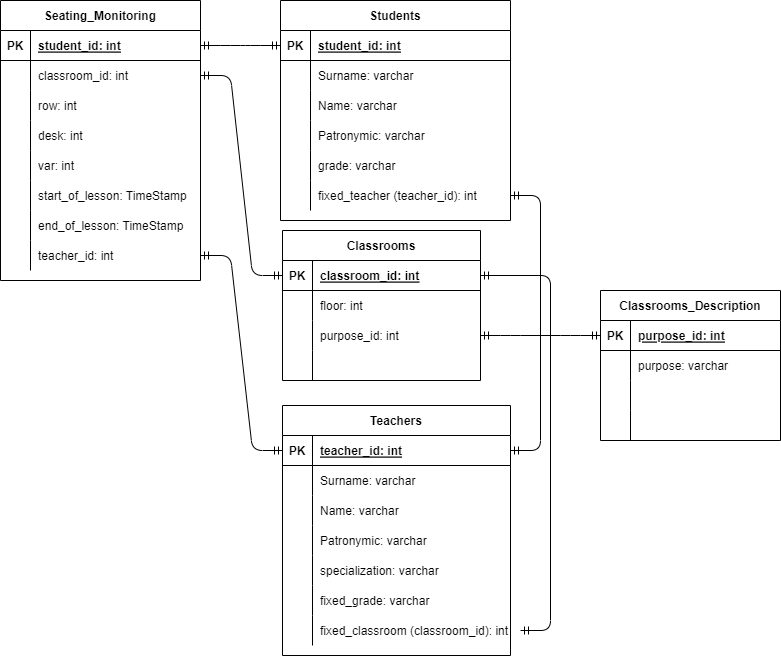 Seating_Monitoring
PK student_id: int
classroom_id: int
row: int
desk: int
var: int
start_of_lesson: TimeStamp
end_of_lesson: TimeStamp
teacher_id: int
Students
PK student_id: int
Surname: varchar
Name: varchar
Patronymic: varchar
grade: varchar
fixed_teacher (teacher_id): int
Classrooms
PK classroom_id: int
floor: int
purpose_id: int
Classrooms_Description
PK purpose_id: int
purpose: varchar
Teachers
PK teacher_id: int
Surname: varchar
Name: varchar
Patronymic: varchar
specialization: varchar
fixed_grade: varchar
fixed_classroom (classroom_id): int